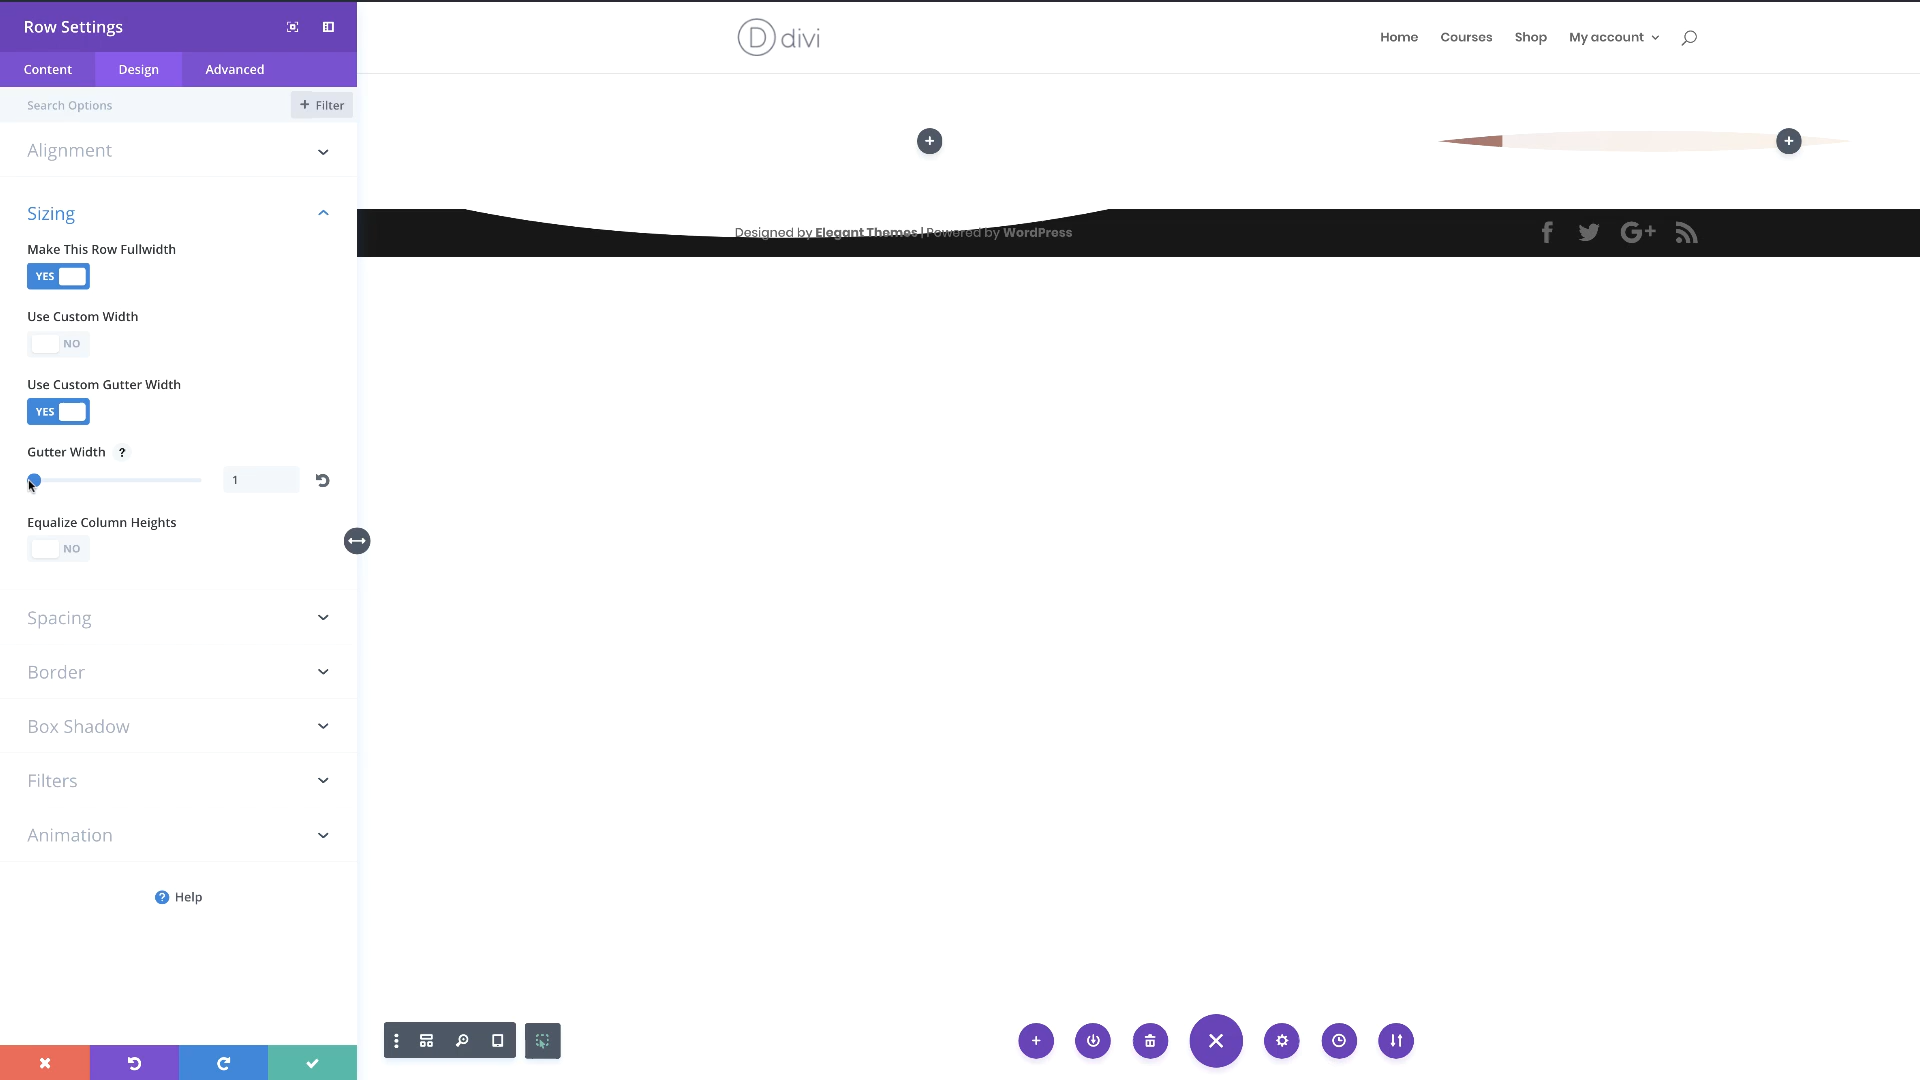 Row Settings
Content
Design
Advanced
Search Options
+ Filter
Alignment
Sizing
Make This Row Fullwidth
YES
Use Custom Width
NO
Use Custom Gutter Width
YES
Gutter Width ?
1
Equalize Column Heights
NO
Spacing
Border
Box Shadow
Filters
Animation
? Help
D divi
Home
Courses
Shop
My account
Designed by Elegant Themes | Powered by WordPress